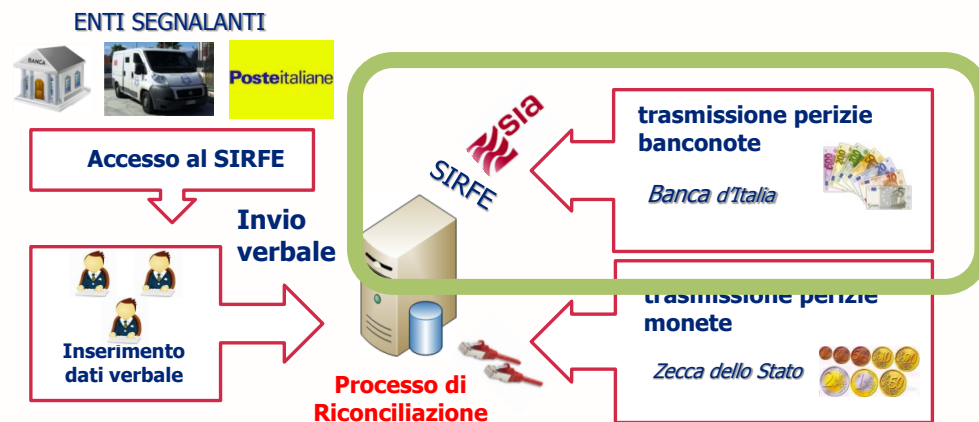 ENTI SEGNALANTI
BANCA
Posteitaliane
Accesso al SIRFE
Invio
verbale
Inserimento
dati verbale
sia
SIRFE
Processo di
Riconciliazione
trasmissione perizie
banconote
Banca d'Italia
trasmissione perizie
monete
Zecca dello Stato